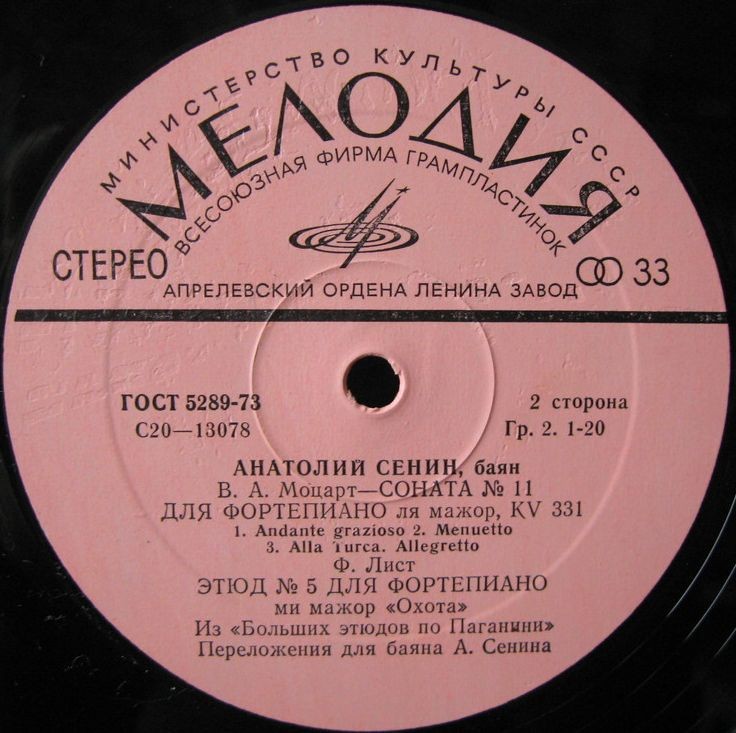 МИНИСТЕРСТВО КУЛЬТУРЫ СССР
МЕЛОДИЯ
ВСЕСОЮЗНАЯ ФИРМА ГРАМПЛАСТИНОК
СТЕРЕО
33
АПРЕЛЕВСКИЙ ОРДЕНА ЛЕНИНА ЗАВОД
ГОСТ 5289-73
С20—13078
2 сторона
Гр. 2. 1-20
АНАТОЛИЙ СЕНИН, баян
В. А. Моцарт—СОНАТА № 11
ДЛЯ ФОРТЕПИАНО ля мажор, KV 331
1. Andante grazioso 2. Menuetto
3. Alla Turca. Allegretto
Ф. Лист
ЭТЮД № 5 ДЛЯ ФОРТЕПИАНО
ми мажор «Охота»
Из «Больших этюдов по Паганини»
Переложения для баяна А. Сенина